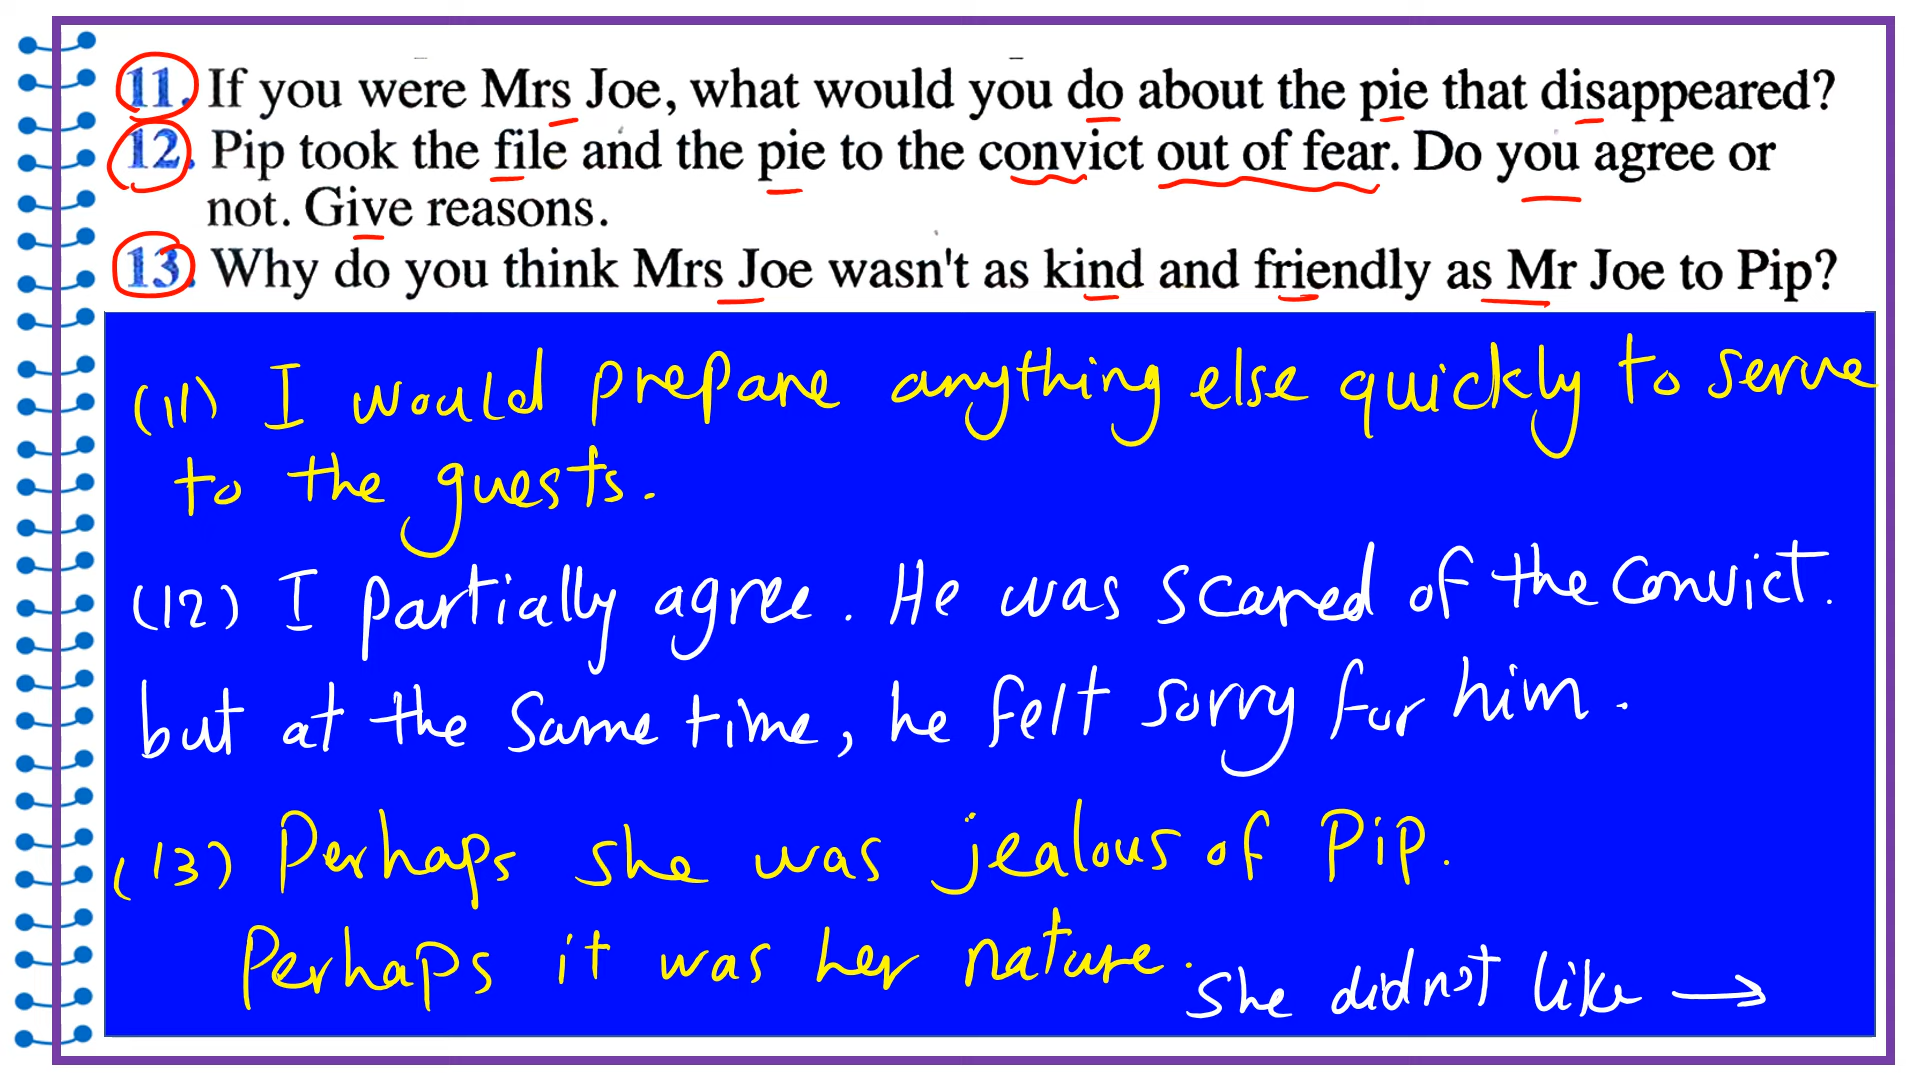 11. If you were Mrs Joe, what would you do about the pie that disappeared?
12. Pip took the file and the pie to the convict out of fear. Do you agree or
not. Give reasons.
13. Why do you think Mrs Joe wasn't as kind and friendly as Mr Joe to Pip?
(11) I would prepare anything else quickly to serve
to the guests.
(12) I partially agree. He was scared of the convict.
but at the same time, he felt sorry for him.
(13) Perhaps she was jealous of Pip.
Perhaps it was her nature. She didn't like →